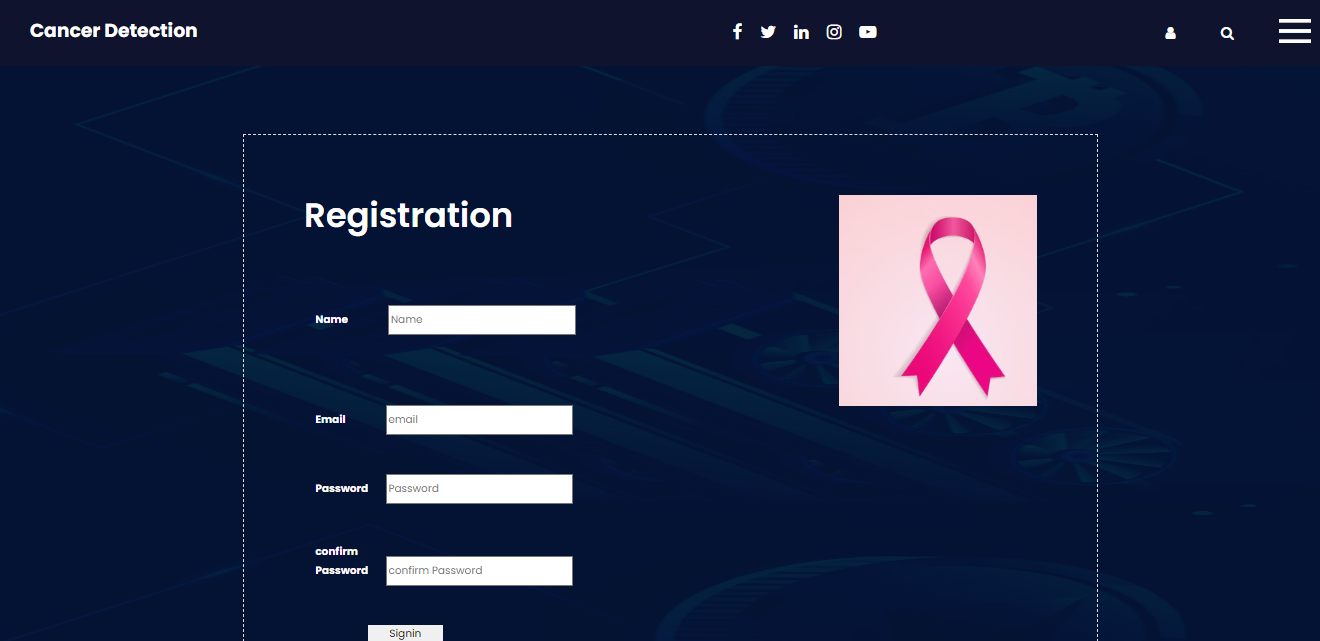 Cancer Detection
Registration
Name Name
Email email
Password Password
confirm
Password confirm Password
Signin